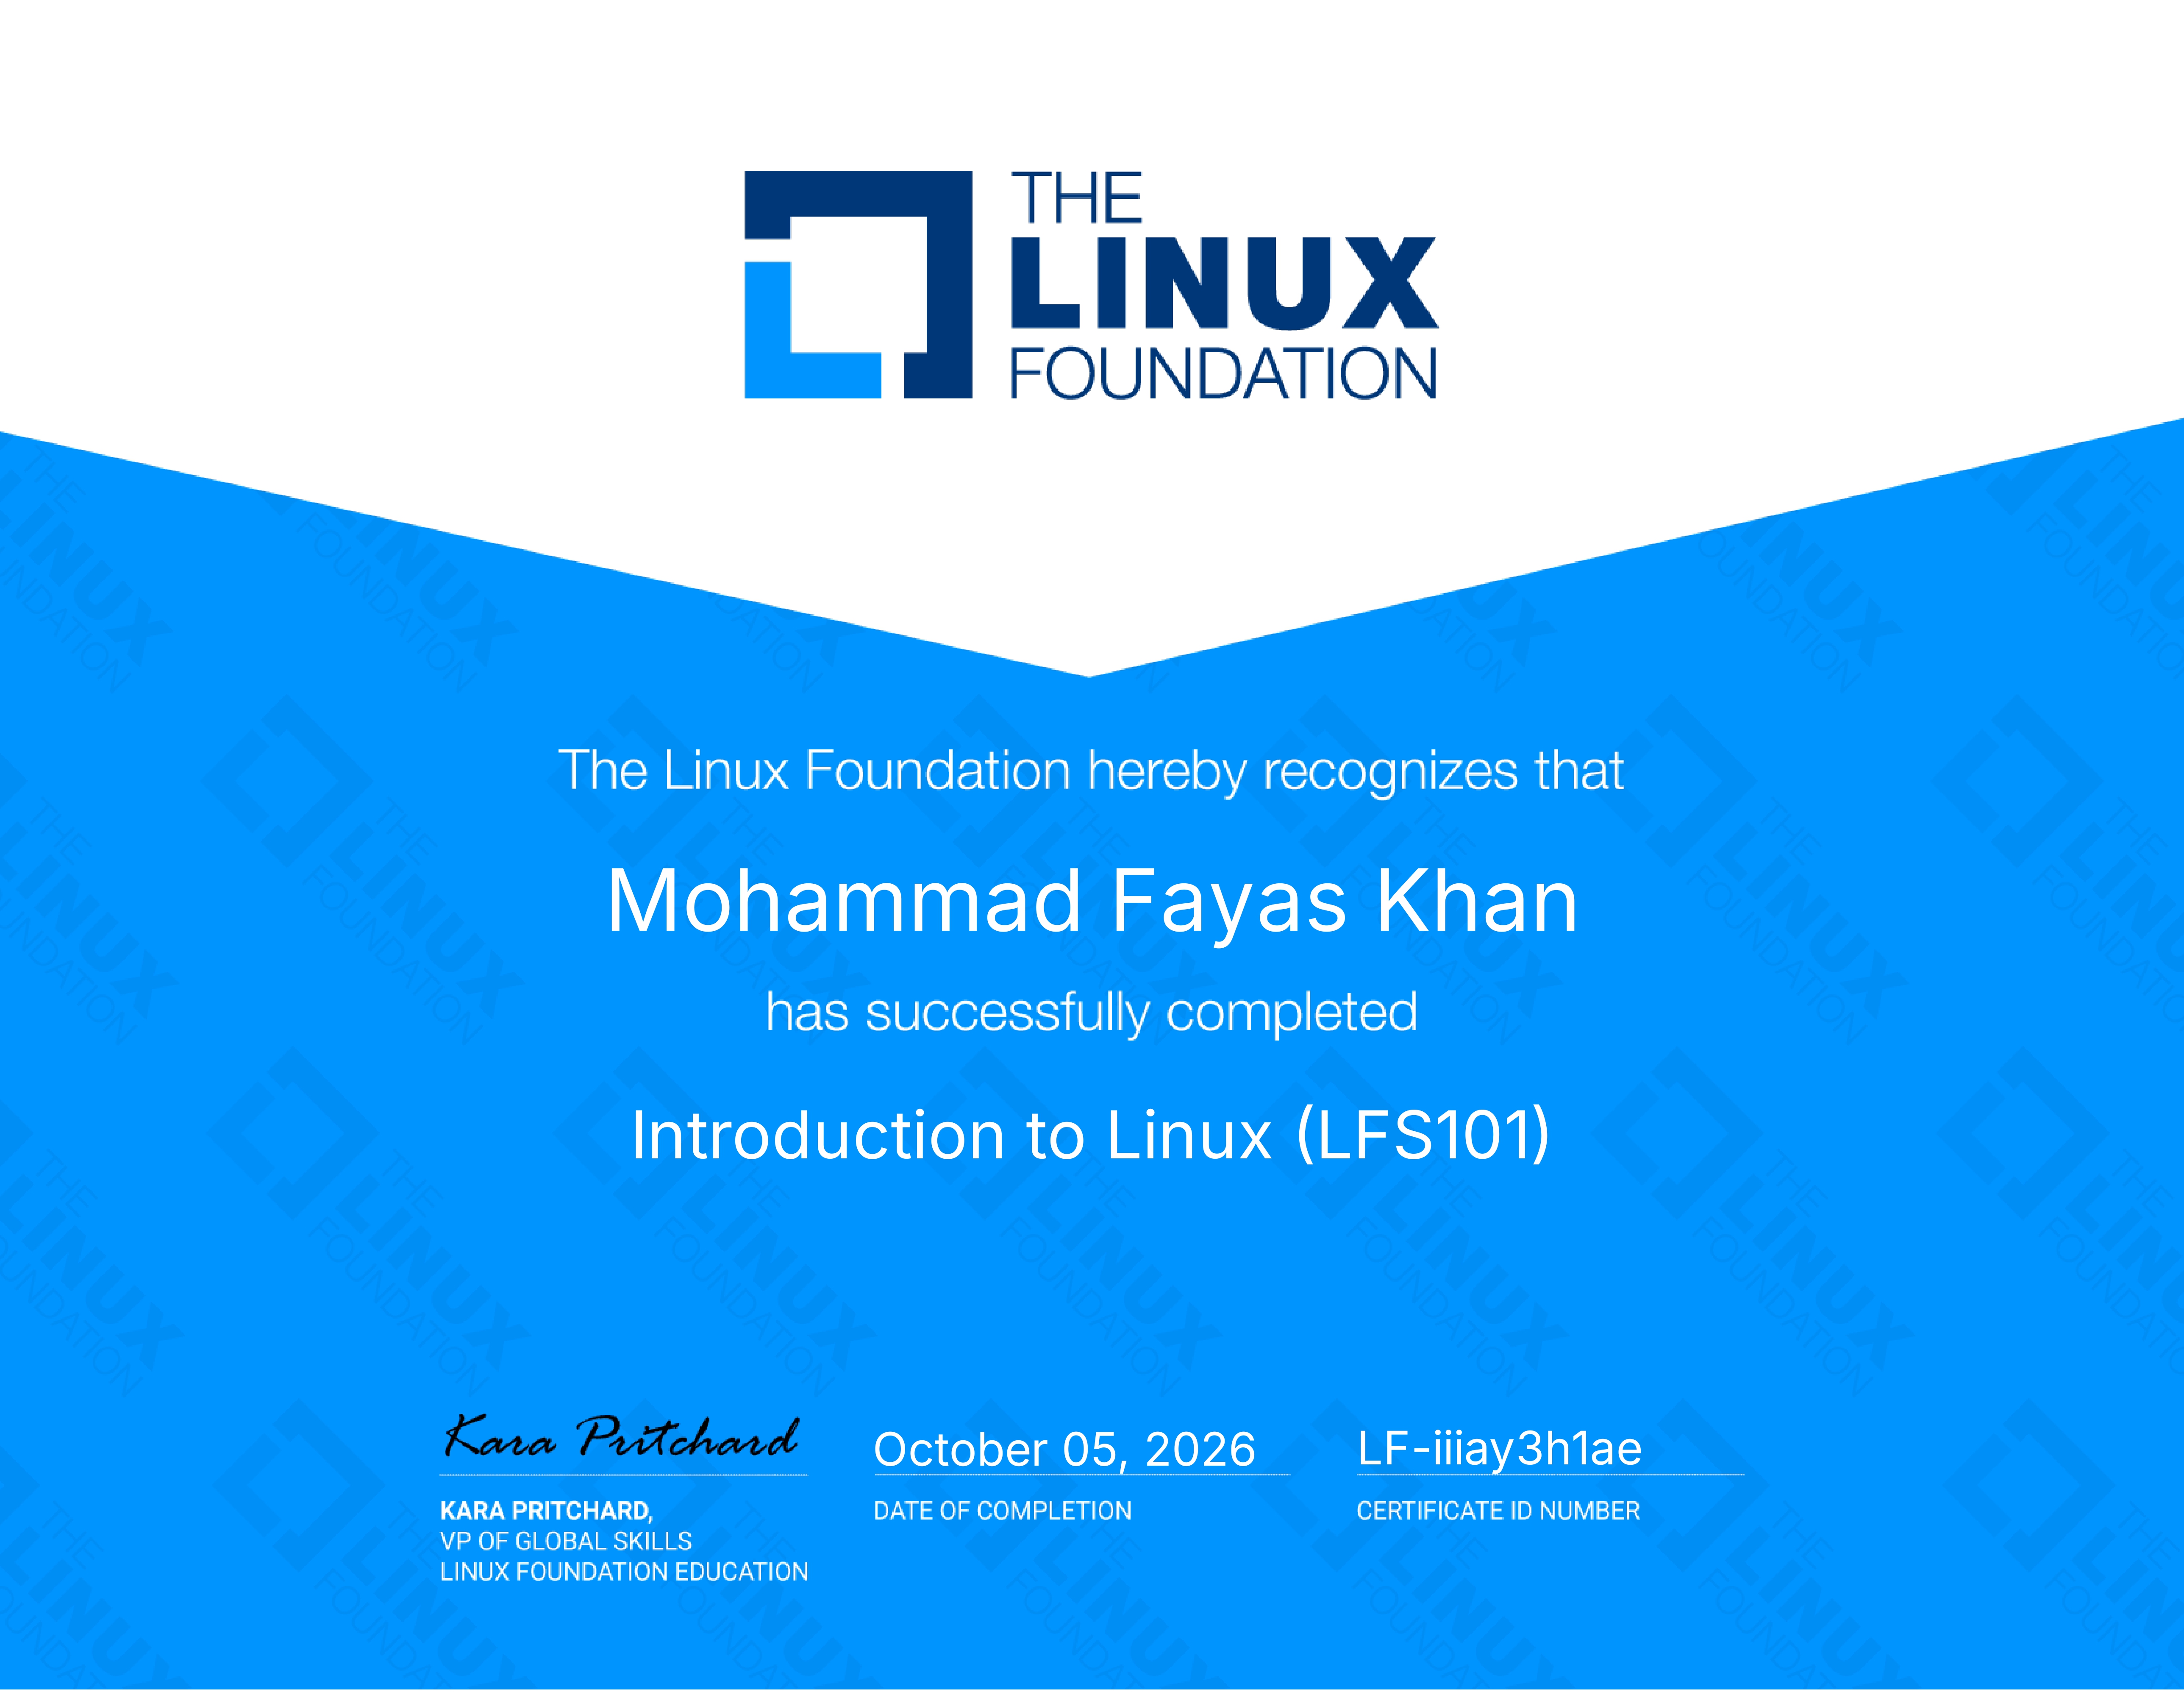 THE
LINUX
FOUNDATION
The Linux Foundation hereby recognizes that
Mohammad Fayas Khan
has successfully completed
Introduction to Linux (LFS101)
Kara Pritchard
KARA PRITCHARD,
VP OF GLOBAL SKILLS
LINUX FOUNDATION EDUCATION
October 05, 2026
DATE OF COMPLETION
LF-iiiay3h1ae
CERTIFICATE ID NUMBER